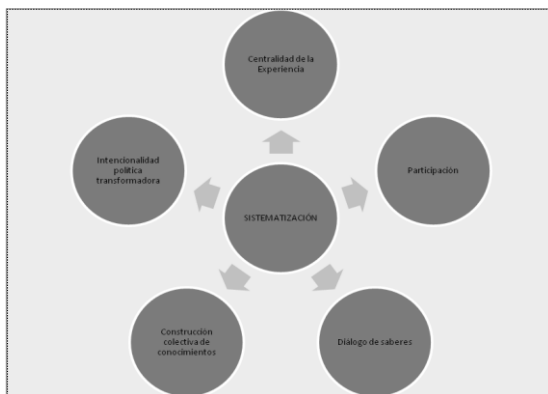 Centralidad de la
Experiencia
Intencionalidad
política
transformadora
Participación
SISTEMATIZACIÓN
Construcción
colectiva de
conocimientos
Diálogo de saberes